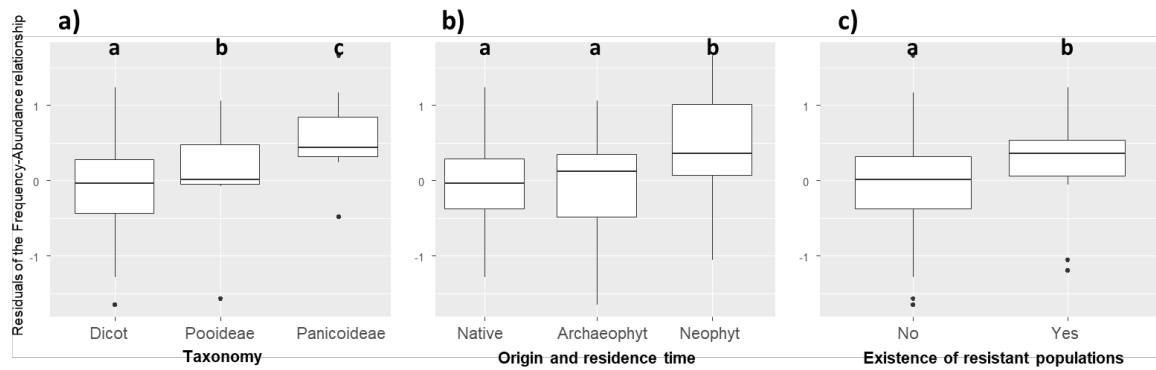 a)
b)
c)
a b c
a a b
a b
Residuals of the Frequency-Abundance relationship
1
0
-1
1
0
-1
1
0
-1
Dicot Pooideae Panicoideae
Native Archaeophyt Neophyt
No Yes
Taxonomy
Origin and residence time
Existence of resistant populations